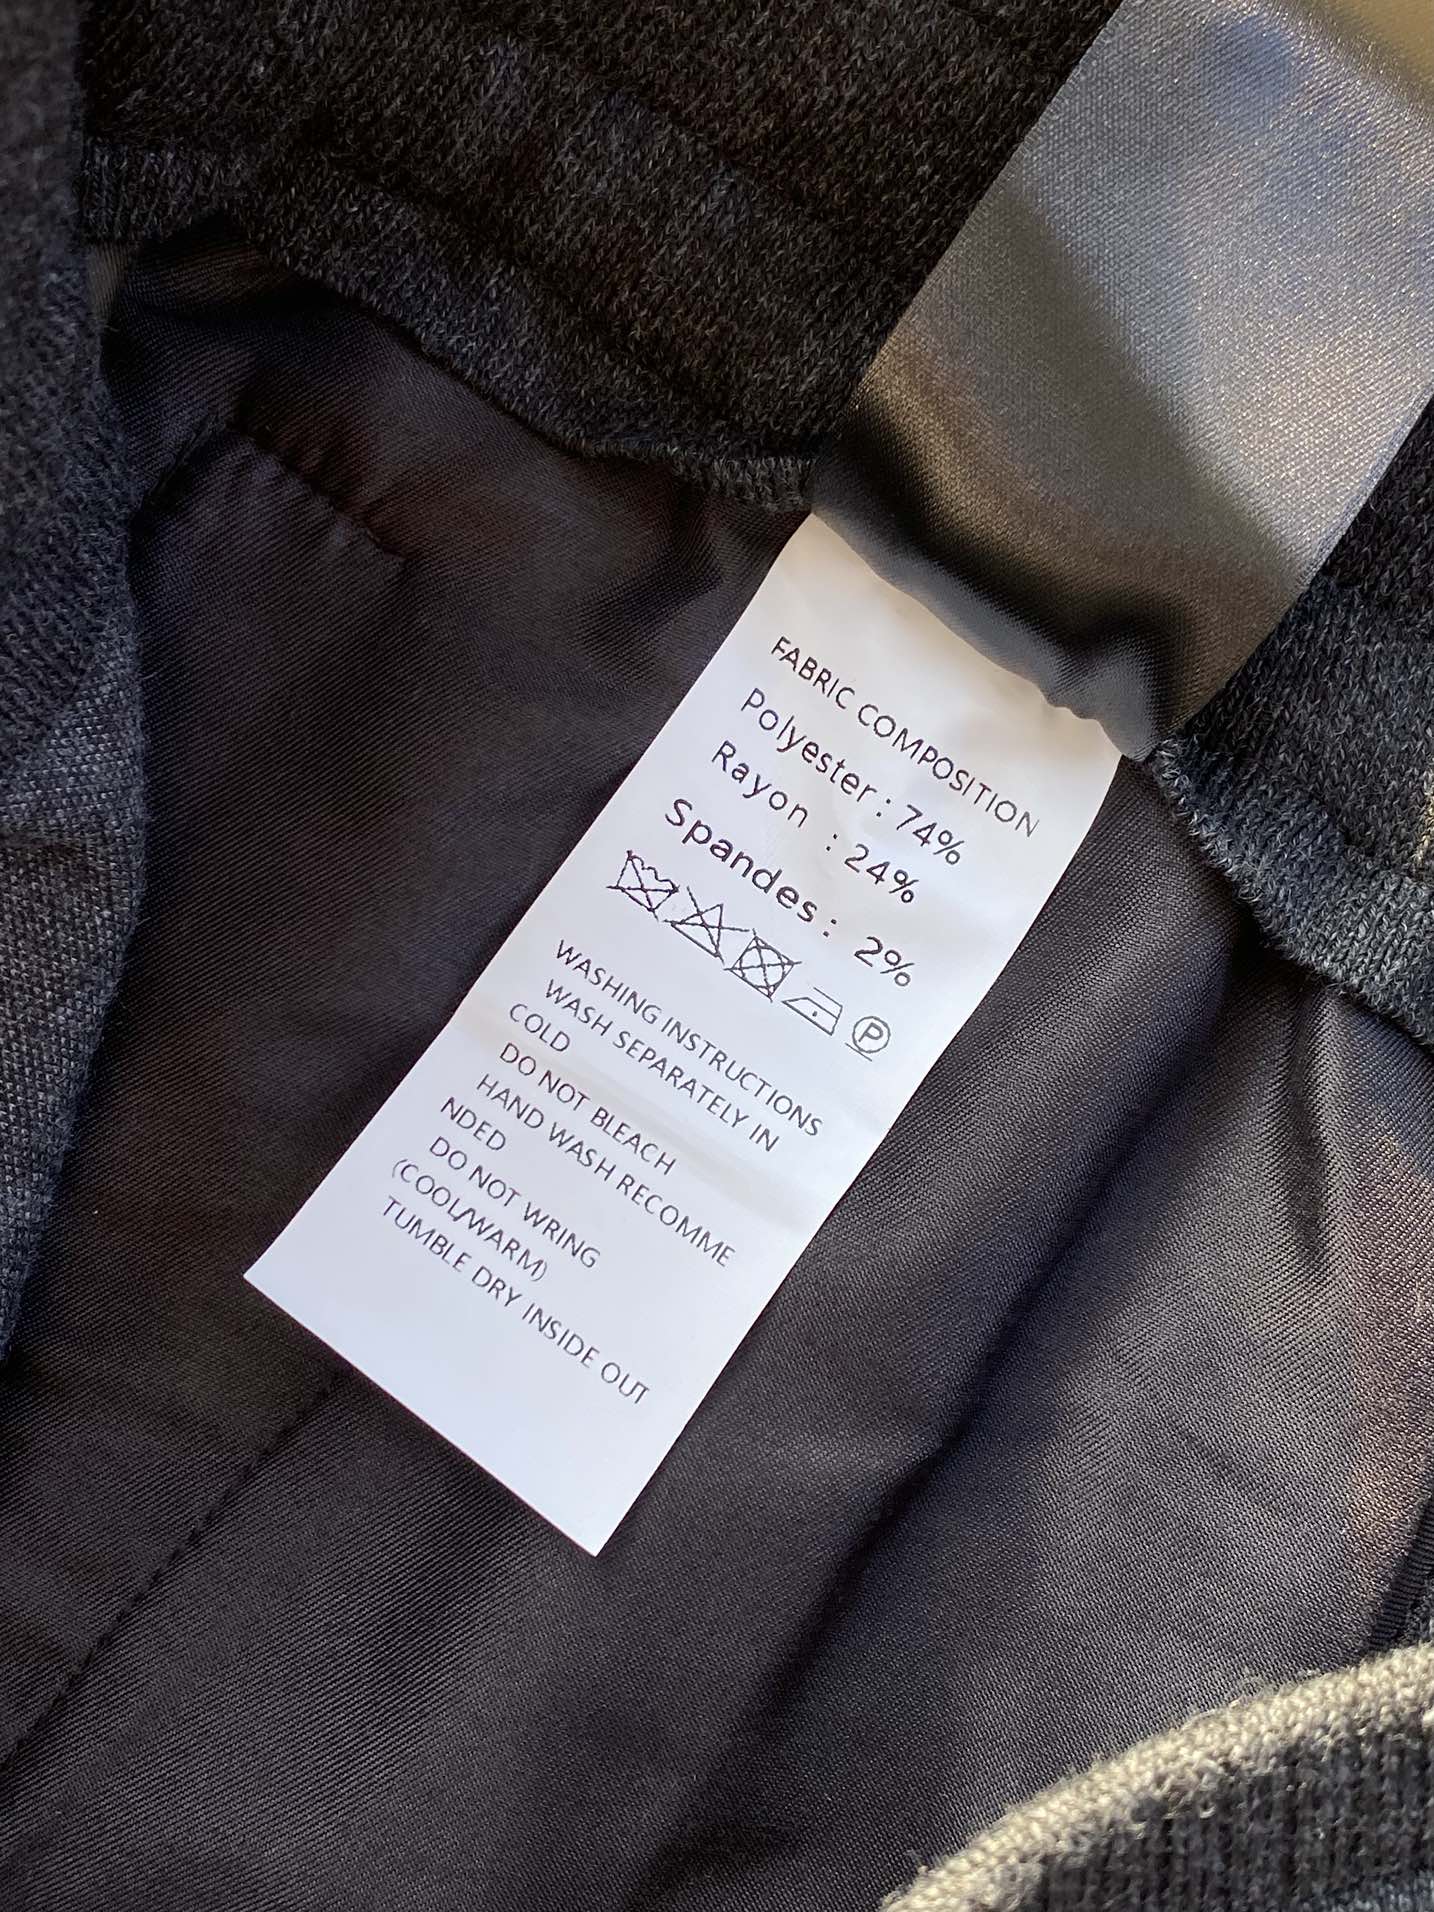 FABRIC COMPOSITION
Polyester: 74%
Rayon : 24%
Spandes: 2%
P
WASHING INSTRUCTIONS
WASH SEPARATELY IN
COLD
DO NOT BLEACH
HAND WASH RECOMME
NDED
DO NOT WRING
(COOL/WARM)
TUMBLE DRY INSIDE OUT